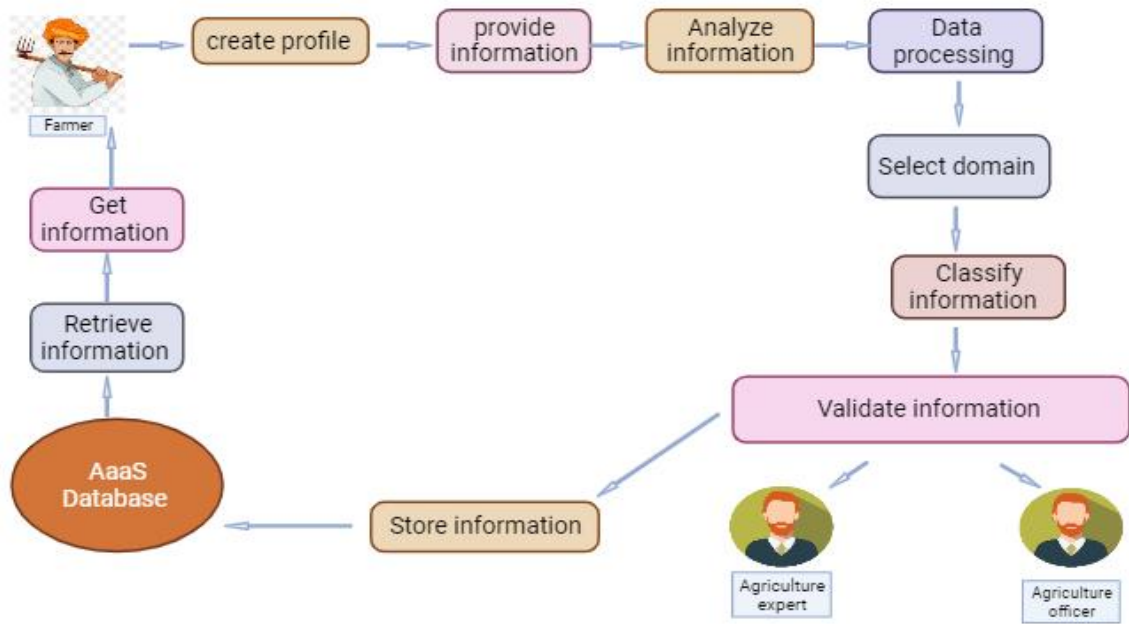 create profile
provide
information
Analyze
information
Data
processing
Farmer
Select domain
Get
information
Classify
information
Retrieve
information
Validate information
AaaS
Database
Store information
Agriculture
expert
Agriculture
officer